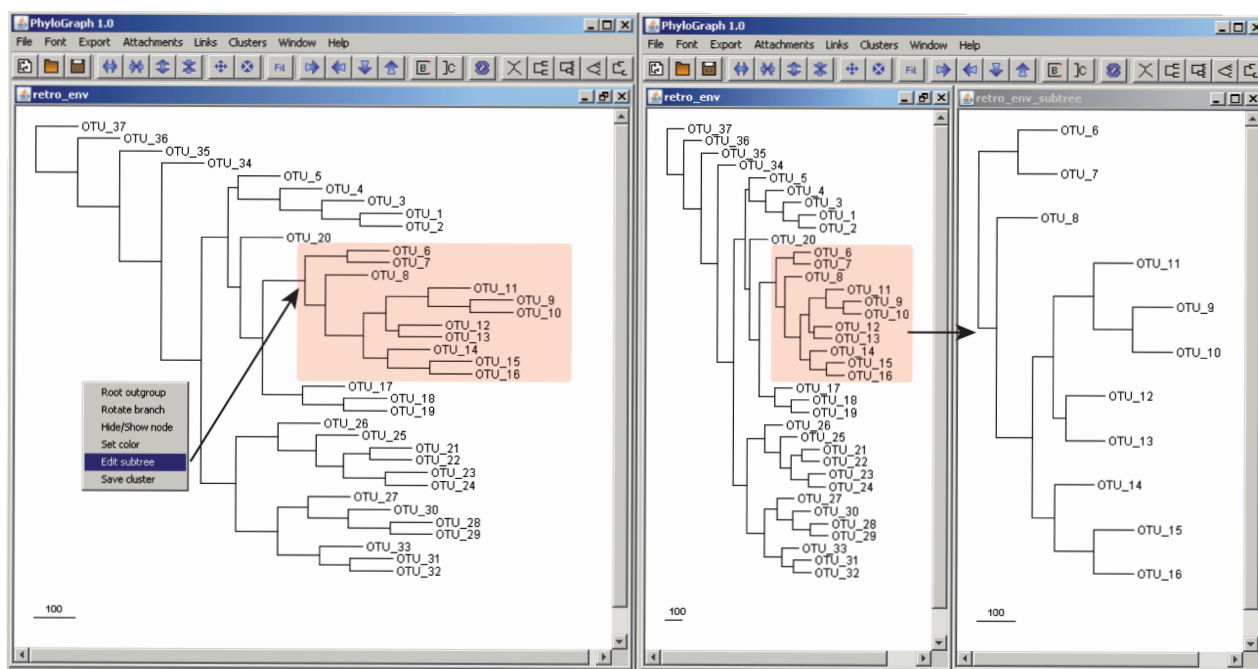 PhyloGraph 1.0
File Font Export Attachments Links Clusters Window Help
Fit
B
]C
retro_env
OTU_37
OTU_36
OTU_35
OTU_34
OTU_5
OTU_4
OTU_3
OTU_1
OTU_2
OTU_20
OTU_6
OTU_7
OTU_8
OTU_11
OTU_9
OTU_10
OTU_12
OTU_13
OTU_14
OTU_15
OTU_16
OTU_17
OTU_18
OTU_19
OTU_26
OTU_25
OTU_21
OTU_22
OTU_23
OTU_24
OTU_27
OTU_30
OTU_28
OTU_29
OTU_33
OTU_31
OTU_32
100
Root outgroup
Rotate branch
Hide/Show node
Set color
Edit subtree
Save cluster
PhyloGraph 1.0
File Font Export Attachments Links Clusters Window Help
Fit
B
]C
retro_env
OTU_37
OTU_36
OTU_35
OTU_34
OTU_5
OTU_4
OTU_3
OTU_1
OTU_2
OTU_20
OTU_6
OTU_7
OTU_8
OTU_11
OTU_9
OTU_10
OTU_12
OTU_13
OTU_14
OTU_15
OTU_16
OTU_17
OTU_18
OTU_19
OTU_26
OTU_25
OTU_21
OTU_22
OTU_23
OTU_24
OTU_27
OTU_30
OTU_28
OTU_29
OTU_33
OTU_31
OTU_32
100
retro_env_subtree
OTU_6
OTU_7
OTU_8
OTU_11
OTU_9
OTU_10
OTU_12
OTU_13
OTU_14
OTU_15
OTU_16
100